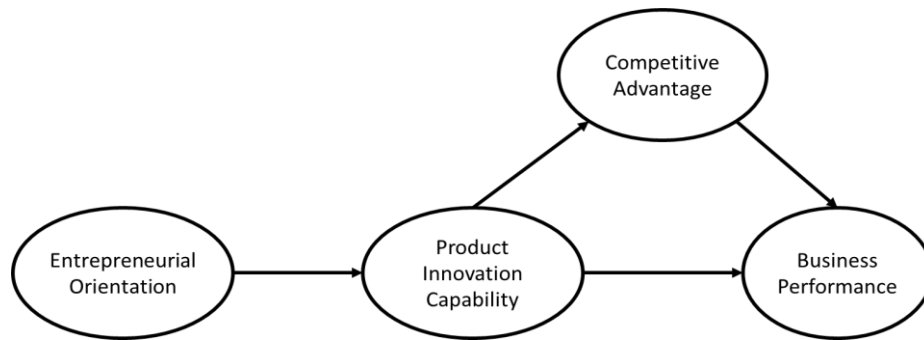 Competitive
Advantage
Entrepreneurial
Orientation
Product
Innovation
Capability
Business
Performance